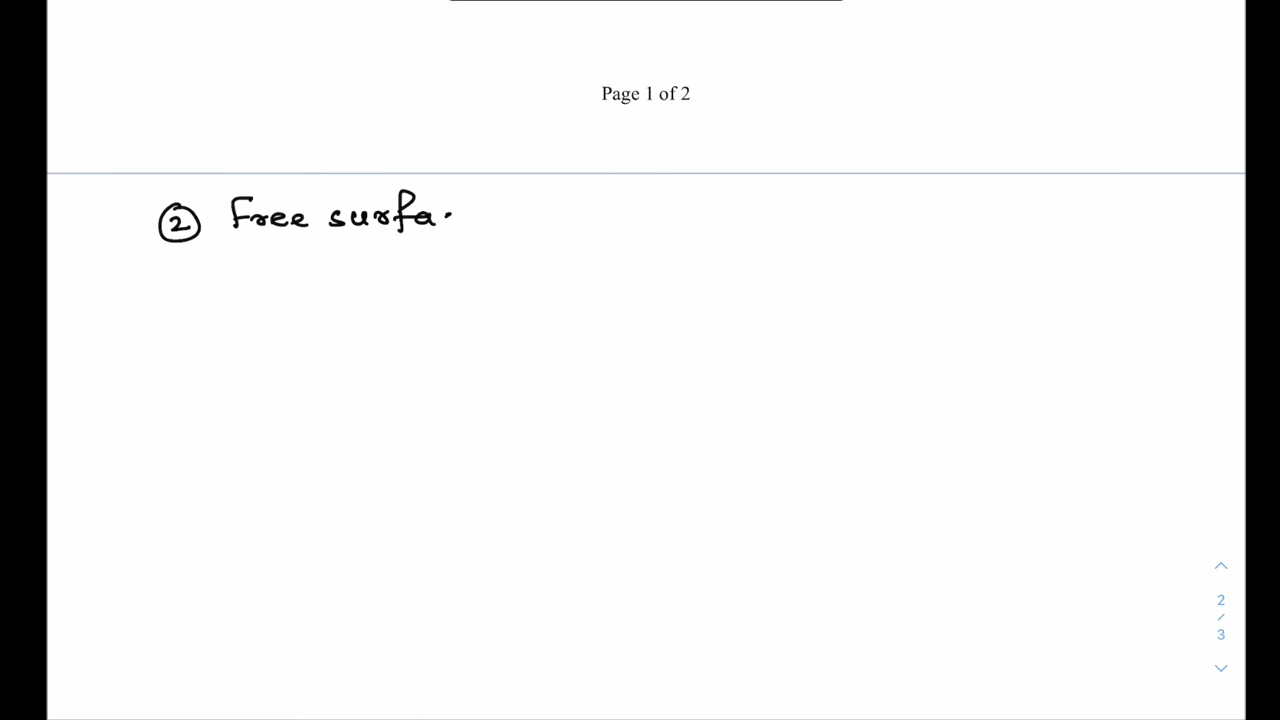 Page 1 of 2
② Free surfa.
2
/
3